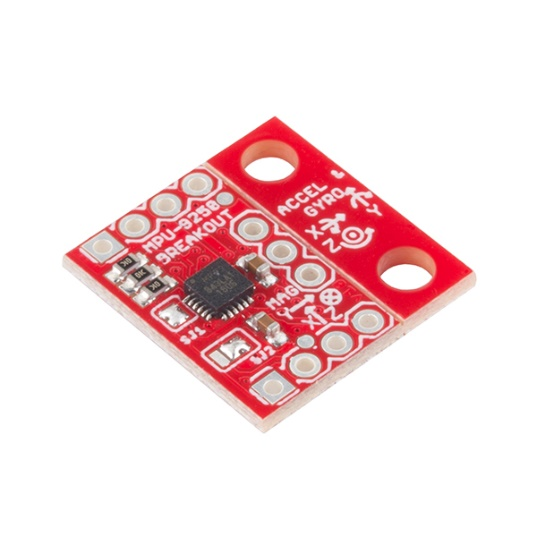 ACCEL &
GYRO
Y
X
Z
MPU-9250
BREAKOUT
MAG
Y
X
Z
SJ1
SJ2